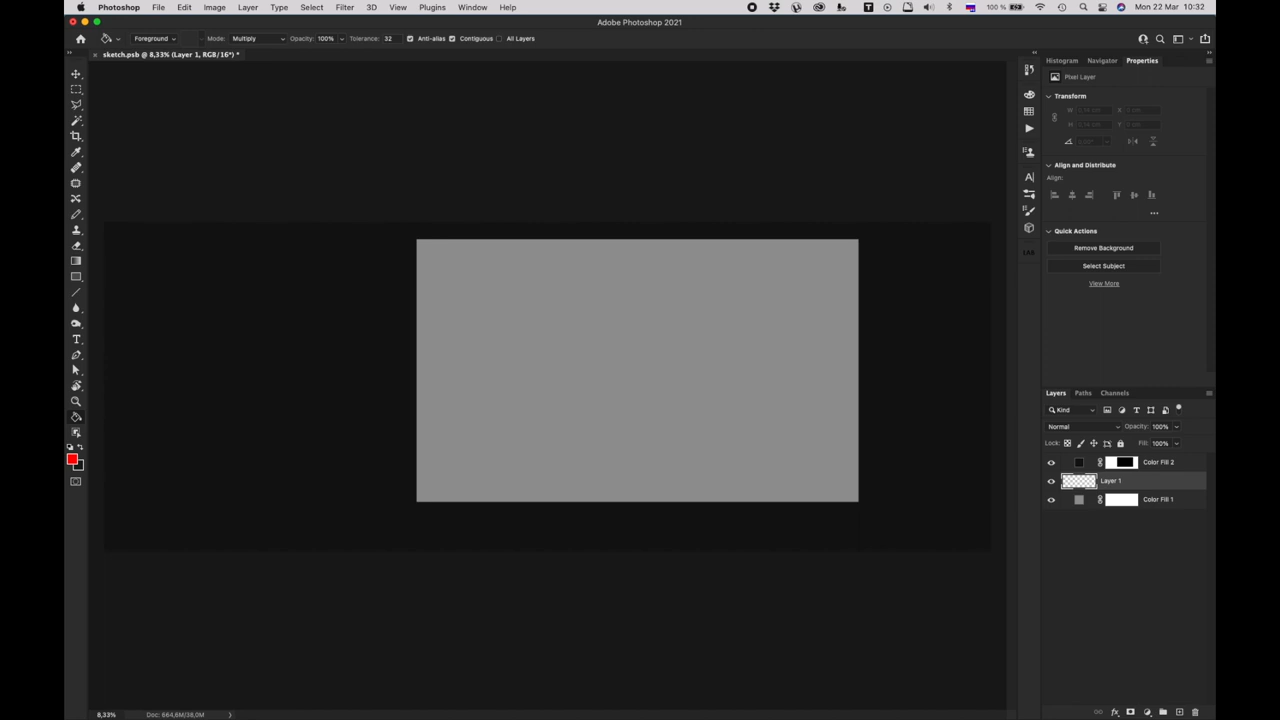 Photoshop File Edit Image Layer Type Select Filter 3D View Plugins Window Help 100 % Mon 22 Mar 10:32
Adobe Photoshop 2021
Foreground Mode: Multiply Opacity: 100% Tolerance: 32 Anti-alias Contiguous All Layers
sketch.psb @ 8,33% (Layer 1, RGB/16*) *
Histogram Navigator Properties
Pixel Layer
Transform
W X
H Y
Align and Distribute
Align:
Quick Actions
Remove Background
Select Subject
View More
Layers Paths Channels
Kind
Normal Opacity: 100%
Lock: Fill: 100%
Color Fill 2
Layer 1
Color Fill 1
8,33% Doc: 664,6M/38,0M